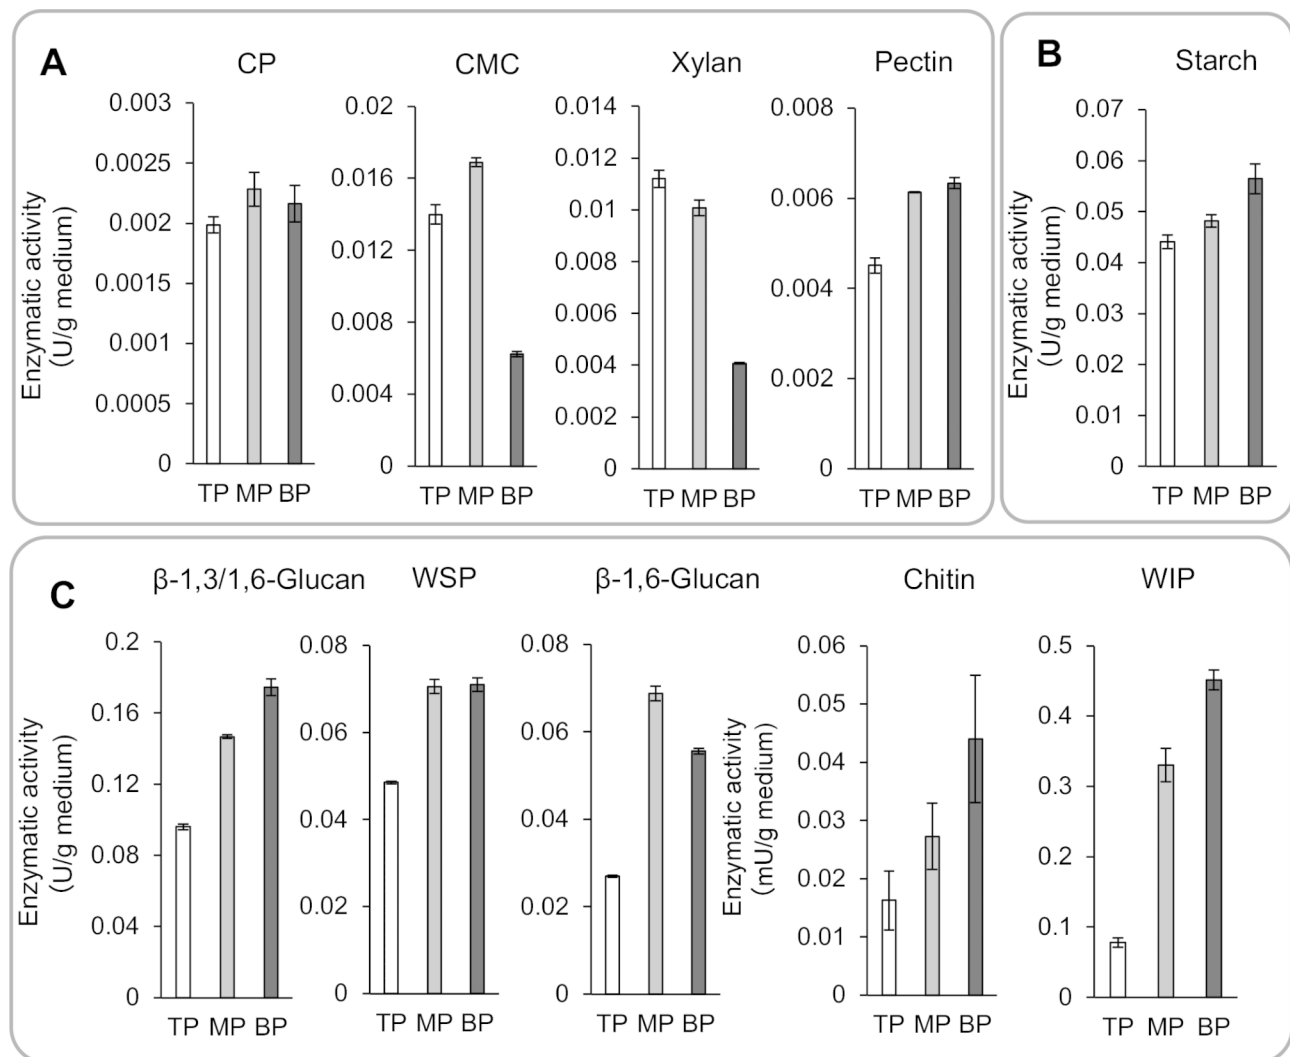 A
CP
CMC
Xylan
Pectin
Enzymatic activity
(U/g medium)
0.003
0.0025
0.002
0.0015
0.001
0.0005
0
TP MP BP
0.02
0.016
0.012
0.008
0.004
0
TP MP BP
0.014
0.012
0.01
0.008
0.006
0.004
0.002
0
TP MP BP
0.008
0.006
0.004
0.002
0
TP MP BP
B
Starch
Enzymatic activity
(U/g medium)
0.07
0.06
0.05
0.04
0.03
0.02
0.01
0
TP MP BP
C
β-1,3/1,6-Glucan
WSP
β-1,6-Glucan
Chitin
WIP
Enzymatic activity
(U/g medium)
0.2
0.16
0.12
0.08
0.04
0
TP MP BP
0.08
0.06
0.04
0.02
0
TP MP BP
0.08
0.06
0.04
0.02
0
TP MP BP
Enzymatic activity
(mU/g medium)
0.06
0.05
0.04
0.03
0.02
0.01
0
TP MP BP
0.5
0.4
0.3
0.2
0.1
0
TP MP BP